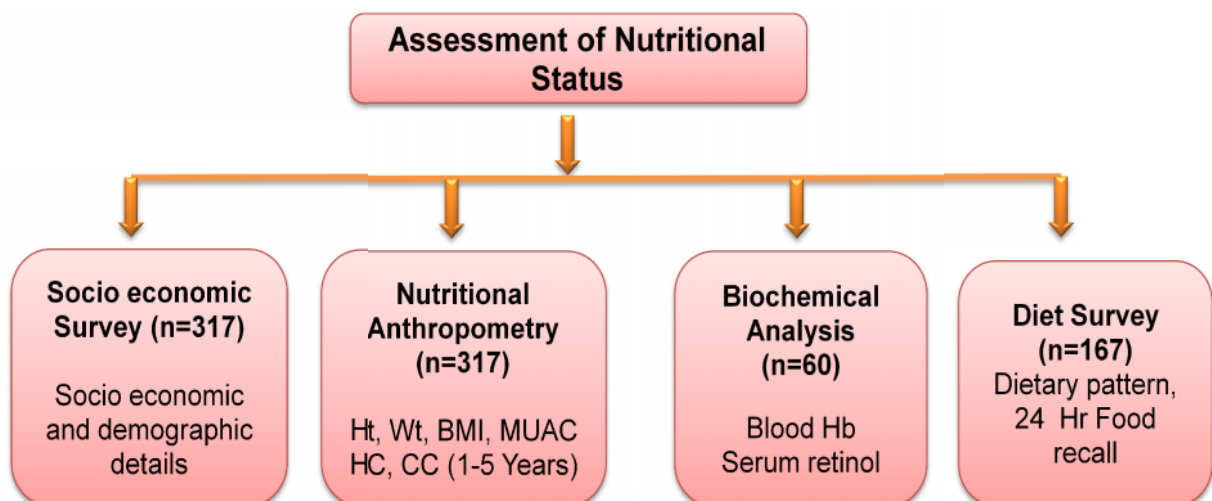 Assessment of Nutritional
Status
Socio economic
Survey (n=317)
Socio economic
and demographic
details
Nutritional
Anthropometry
(n=317)
Ht, Wt, BMI, MUAC
HC, CC (1-5 Years)
Biochemical
Analysis
(n=60)
Blood Hb
Serum retinol
Diet Survey
(n=167)
Dietary pattern,
24 Hr Food
recall